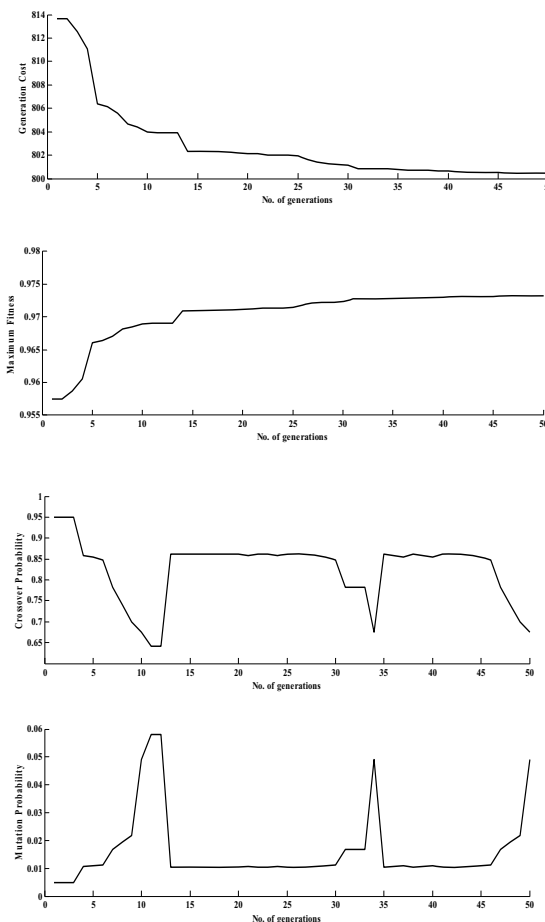 814
812
810
808
806
804
802
800
Generation Cost
0 5 10 15 20 25 30 35 40 45
No. of generations
0.98
0.975
0.97
0.965
0.96
0.955
Maximum Fitness
0 5 10 15 20 25 30 35 40 45 50
No. of generations
1
0.95
0.9
0.85
0.8
0.75
0.7
0.65
Crossover Probability
0 5 10 15 20 25 30 35 40 45 50
No. of generations
0.06
0.05
0.04
0.03
0.02
0.01
0
Mutation Probability
0 5 10 15 20 25 30 35 40 45 50
No. of generations